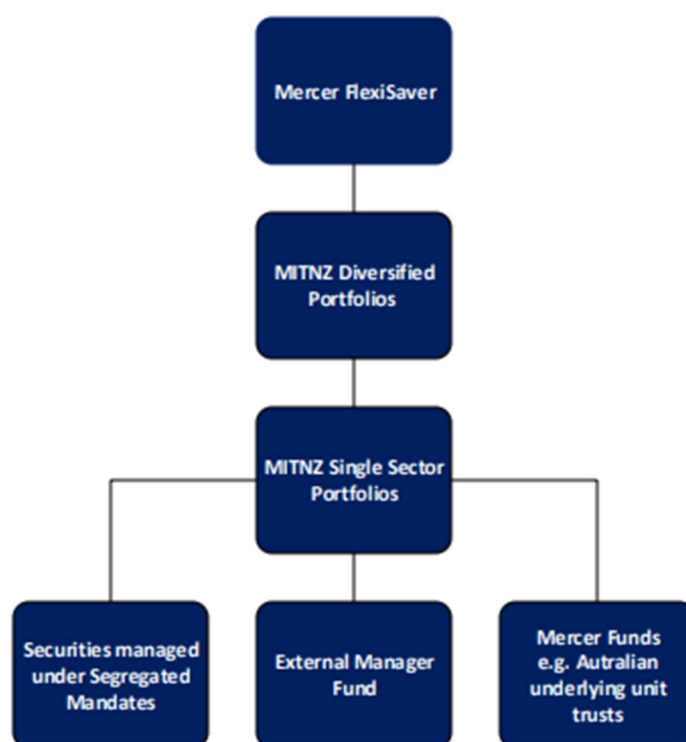 Mercer FlexiSaver
MITNZ Diversified
Portfolios
MITNZ Single Sector
Portfolios
Securities managed
under Segregated
Mandates
External Manager
Fund
Mercer Funds
e.g. Autralian
underlying unit
trusts